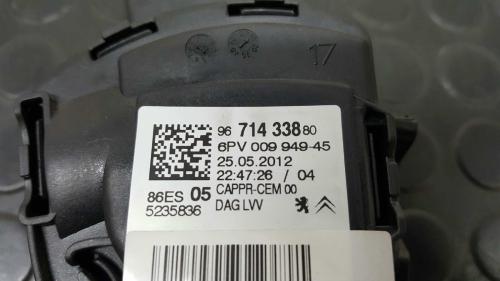 17
96 714 338 80
6PV 009 949-45
25.05.2012
22:47:26 / 04
86ES 05 CAPPR-CEM 00
5235836 DAG LVV